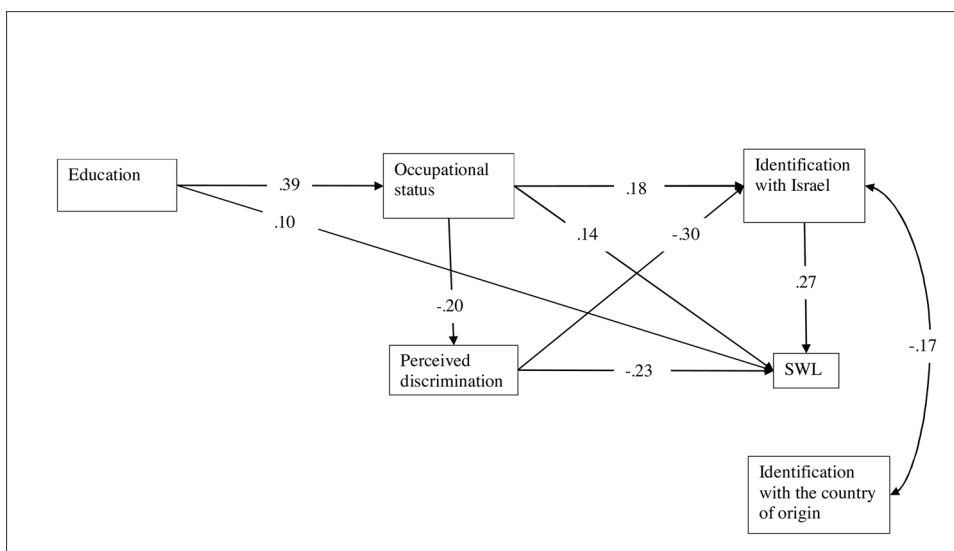 Education
Occupational
status
Identification
with Israel
.39
.18
.10
.14
-.30
.27
-.20
-.17
Perceived
discrimination
-.23
SWL
Identification
with the country
of origin